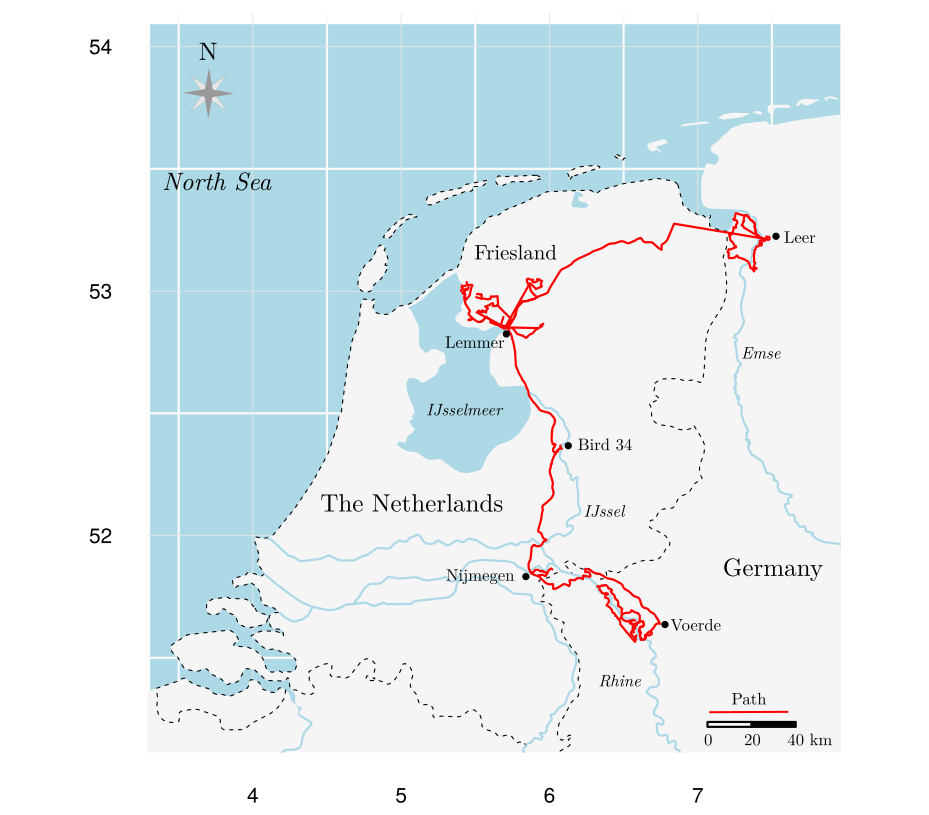 54
N
North Sea
Leer
Friesland
53
Lemmer
Emse
IJsselmeer
Bird 34
The Netherlands
IJssel
52
Germany
Nijmegen
Voerde
Rhine
Path
0 20 40 km
4 5 6 7